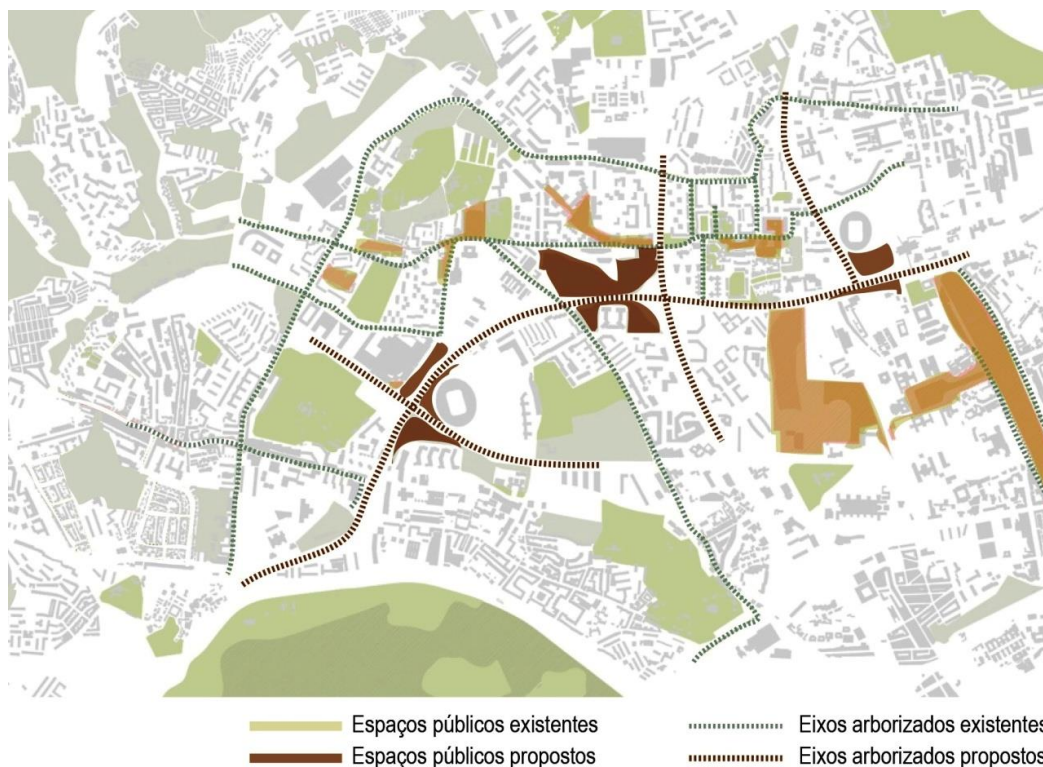 Espaços públicos existentes
Eixos arborizados existentes
Espaços públicos propostos
Eixos arborizados propostos